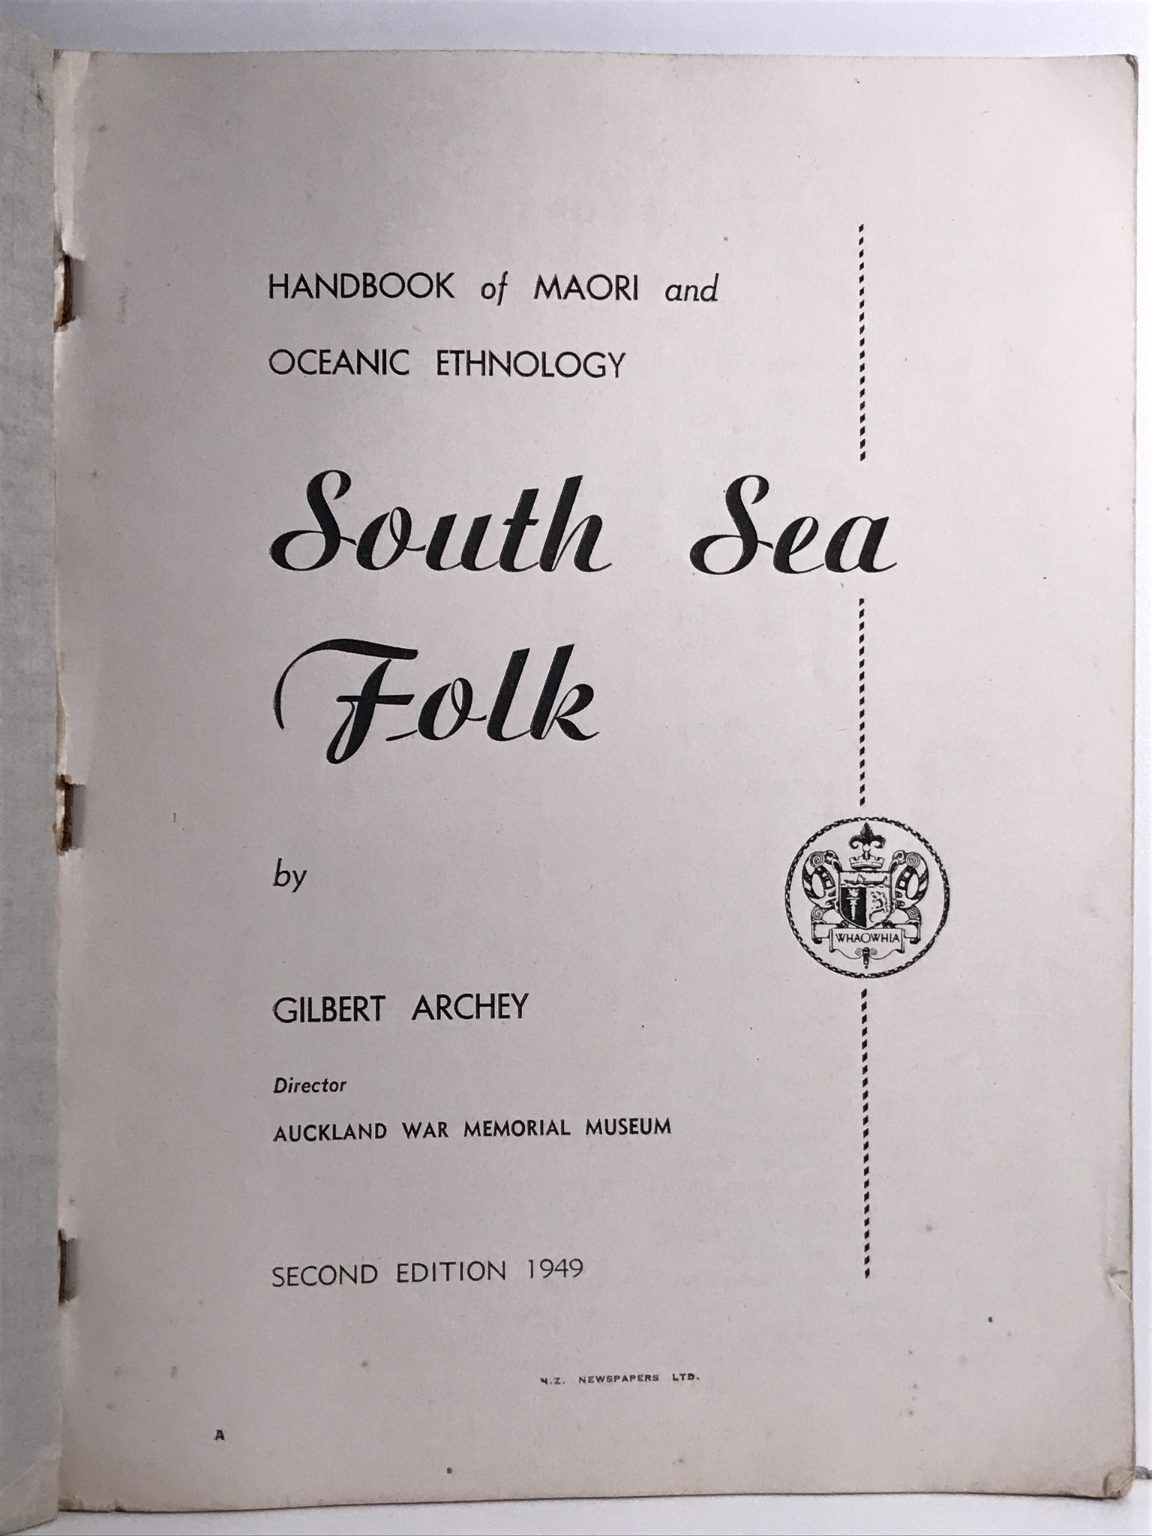 HANDBOOK of MAORI and
OCEANIC ETHNOLOGY
South Sea
Folk
by
WHAOWHIA
GILBERT ARCHEY
Director
AUCKLAND WAR MEMORIAL MUSEUM
SECOND EDITION 1949
N.Z. NEWSPAPERS LTD.
A